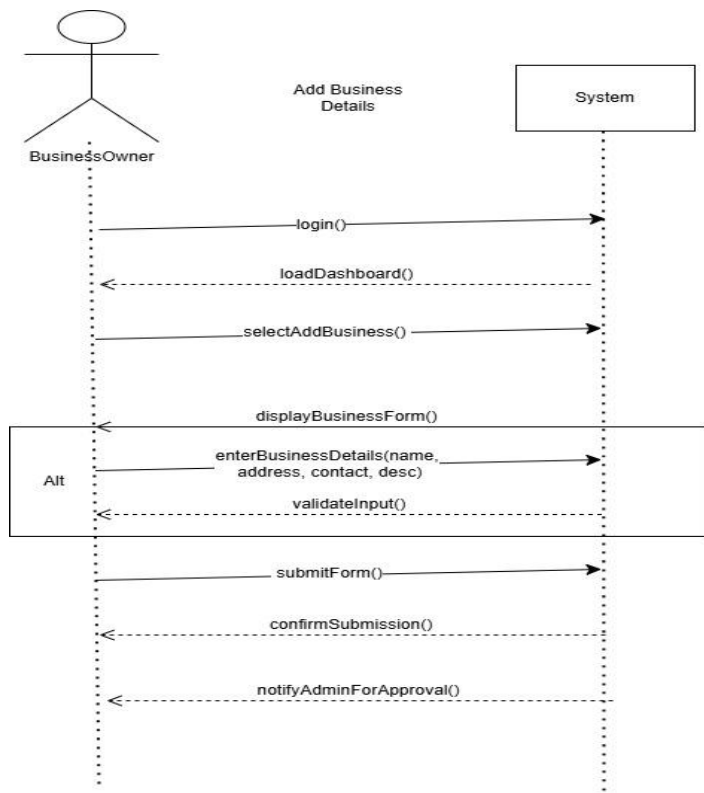 Add Business
Details
System
BusinessOwner
login()
loadDashboard()
selectAddBusiness()
displayBusinessForm()
Alt
enterBusinessDetails(name,
address, contact, desc)
validateInput()
submitForm()
confirmSubmission()
notifyAdminForApproval()